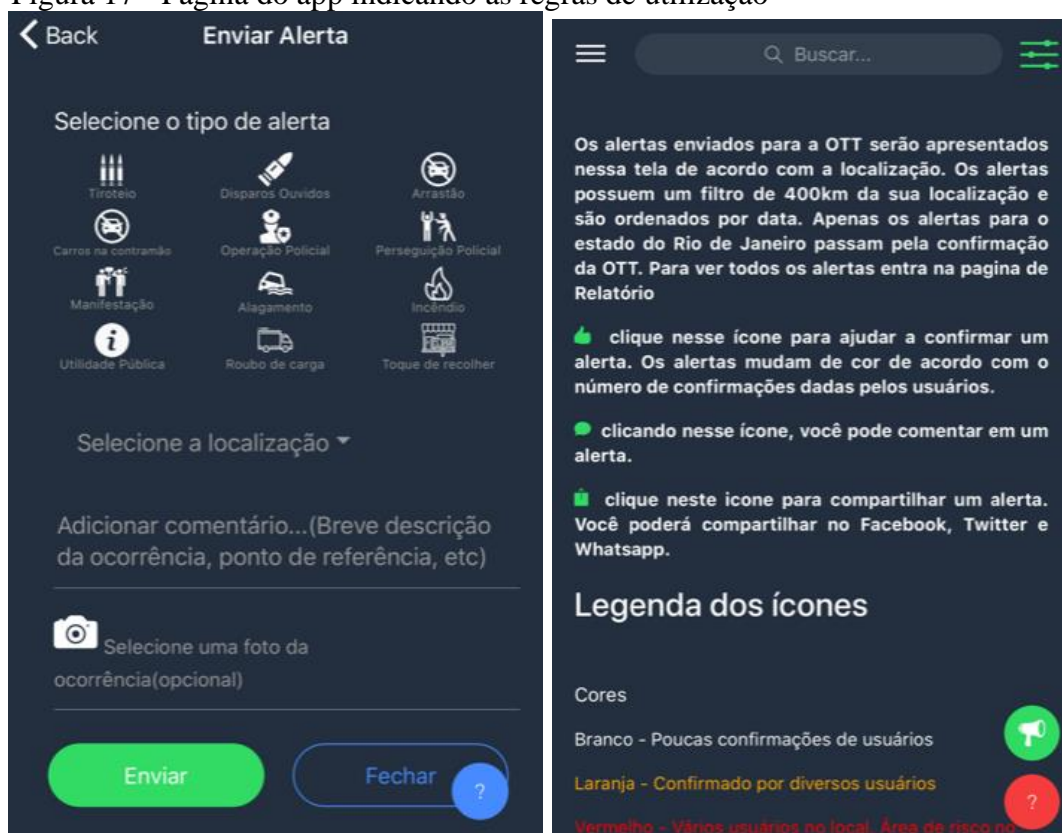 Figura 17 - Página do app indicando as regras de utilização
Back
Enviar Alerta
Selecione o tipo de alerta
Tiroteio
Disparos Ouvidos
Arrastão
Carros na contramão
Operação Policial
Perseguição Policial
Manifestação
Alagamento
Incêndio
Utilidade Pública
Roubo de carga
Toque de recolher
Selecione a localização
Adicionar comentário...(Breve descrição
da ocorrência, ponto de referência, etc)
Selecione uma foto da
ocorrência(opcional)
Enviar
Fechar
?
Buscar...
Os alertas enviados para a OTT serão apresentados
nessa tela de acordo com a localização. Os alertas
possuem um filtro de 400km da sua localização e
são ordenados por data. Apenas os alertas para o
estado do Rio de Janeiro passam pela confirmação
da OTT. Para ver todos os alertas entra na pagina de
Relatório
clique nesse ícone para ajudar a confirmar um
alerta. Os alertas mudam de cor de acordo com o
número de confirmações dadas pelos usuários.
clicando nesse ícone, você pode comentar em um
alerta.
clique neste icone para compartilhar um alerta.
Você poderá compartilhar no Facebook, Twitter e
Whatsapp.
Legenda dos ícones
Cores
Branco - Poucas confirmações de usuários
Laranja - Confirmado por diversos usuários
Vermelho - Vários usuários no local. Área de risco no
?